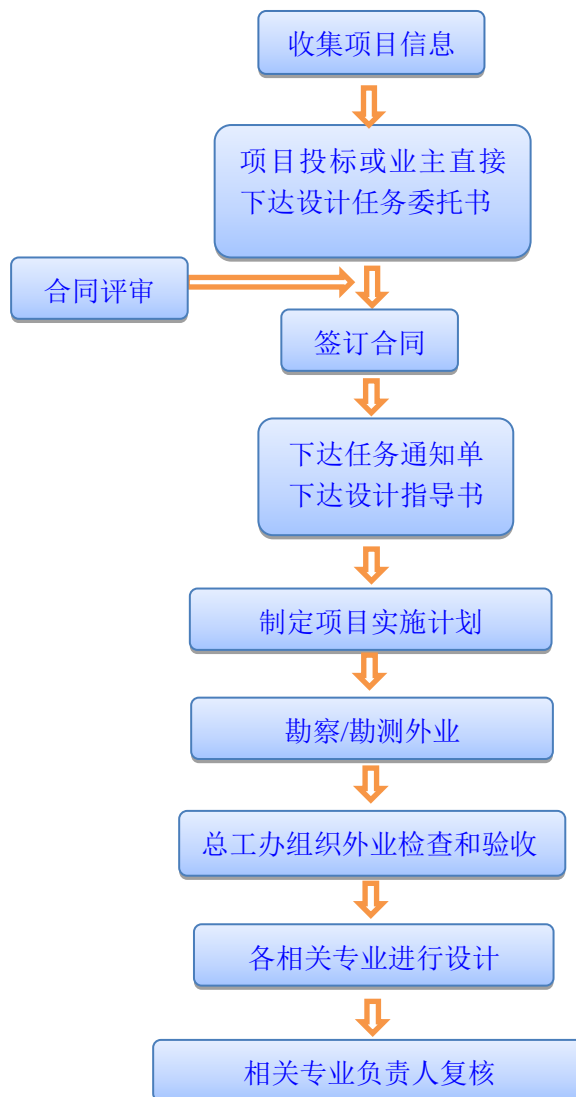 收集项目信息
项目投标或业主直接
下达设计任务委托书
合同评审
签订合同
下达任务通知单
下达设计指导书
制定项目实施计划
勘察/勘测外业
总工办组织外业检查和验收
各相关专业进行设计
相关专业负责人复核